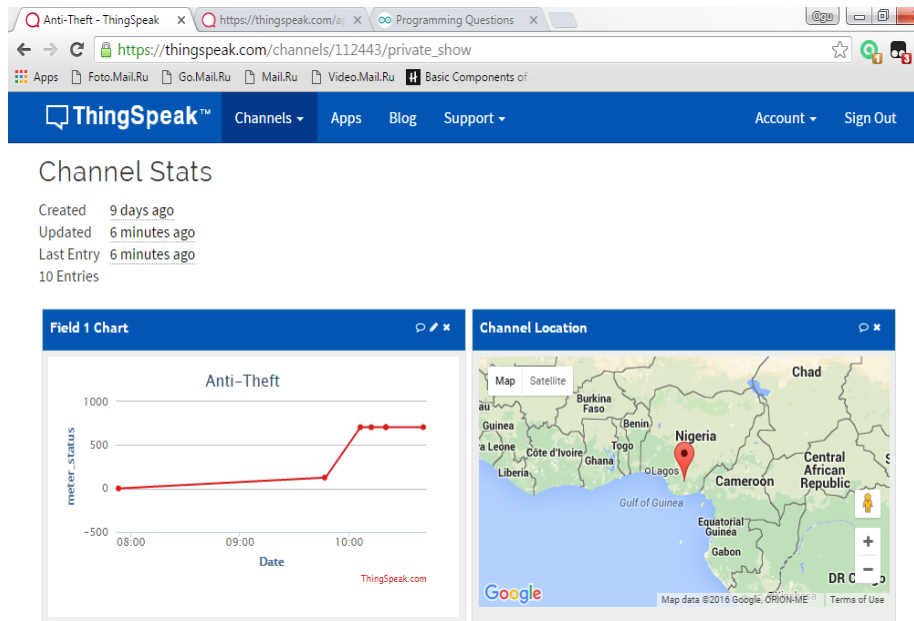 Anti-Theft - ThingSpeak
https://thingspeak.com/a
Programming Questions
Ogu
https://thingspeak.com/channels/112443/private_show
Apps Foto.Mail.Ru Go.Mail.Ru Mail.Ru Video.Mail.Ru Basic Components of
ThingSpeak™ Channels Apps Blog Support Account Sign Out
Channel Stats
Created 9 days ago
Updated 6 minutes ago
Last Entry 6 minutes ago
10 Entries
Field 1 Chart
Anti-Theft
1000
500
0
-500
meter_status
08:00 09:00 10:00
Date
ThingSpeak.com
Channel Location
Map Satellite
Chad
Burkina
Faso
Guinea
Benin
Nigeria
Togo
Côte d'Ivoire
Ghana
Leone
Liberia
Lagos
Central
African
Republic
Cameroon
Gulf of Guinea
Equatorial
Guinea
Gabon
+
−
DR
Google
Map data ©2016 Google, ORION-ME Terms of Use